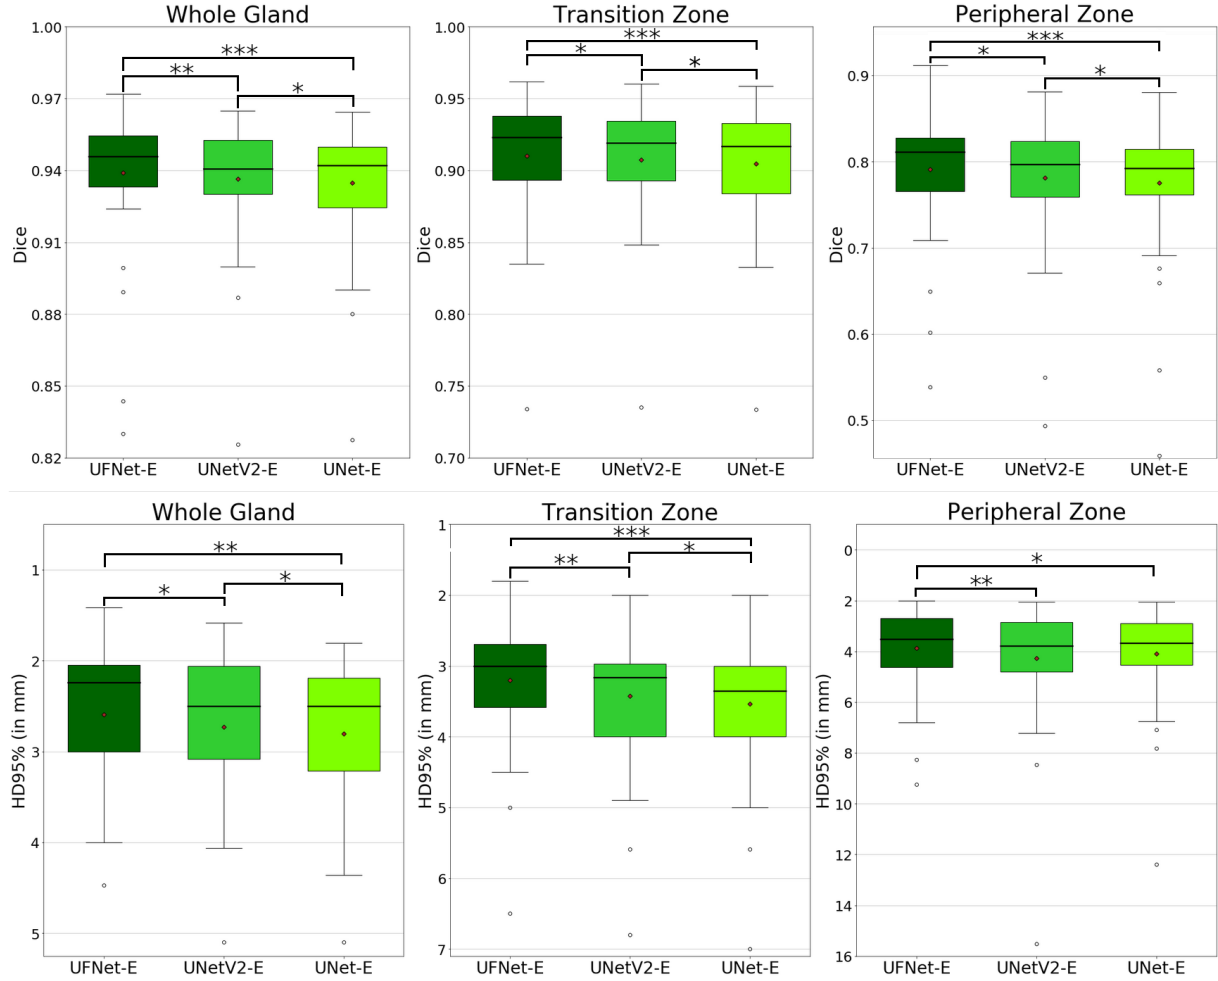 Whole Gland
Transition Zone
Peripheral Zone
Dice
1.00
0.97
0.94
0.91
0.88
0.85
0.82
***
**
*
UFNet-E
UNetV2-E
UNet-E
Dice
1.00
0.95
0.90
0.85
0.80
0.75
0.70
***
*
*
UFNet-E
UNetV2-E
UNet-E
Dice
0.9
0.8
0.7
0.6
0.5
***
*
*
UFNet-E
UNetV2-E
UNet-E
Whole Gland
Transition Zone
Peripheral Zone
HD95% (in mm)
1
2
3
4
5
**
*
*
UFNet-E
UNetV2-E
UNet-E
HD95% (in mm)
1
2
3
4
5
6
7
***
**
*
UFNet-E
UNetV2-E
UNet-E
HD95% (in mm)
0
2
4
6
8
10
12
14
16
*
**
UFNet-E
UNetV2-E
UNet-E